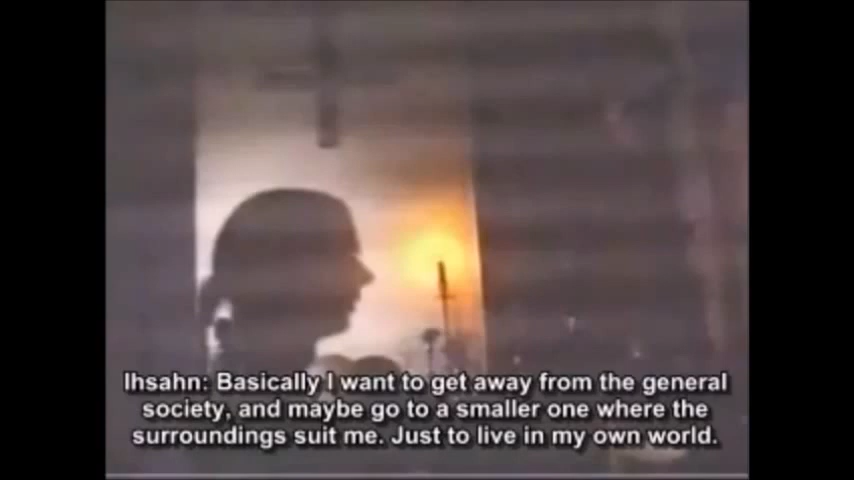 Ihsahn: Basically I want to get away from the general
society, and maybe go to a smaller one where the
surroundings suit me. Just to live in my own world.